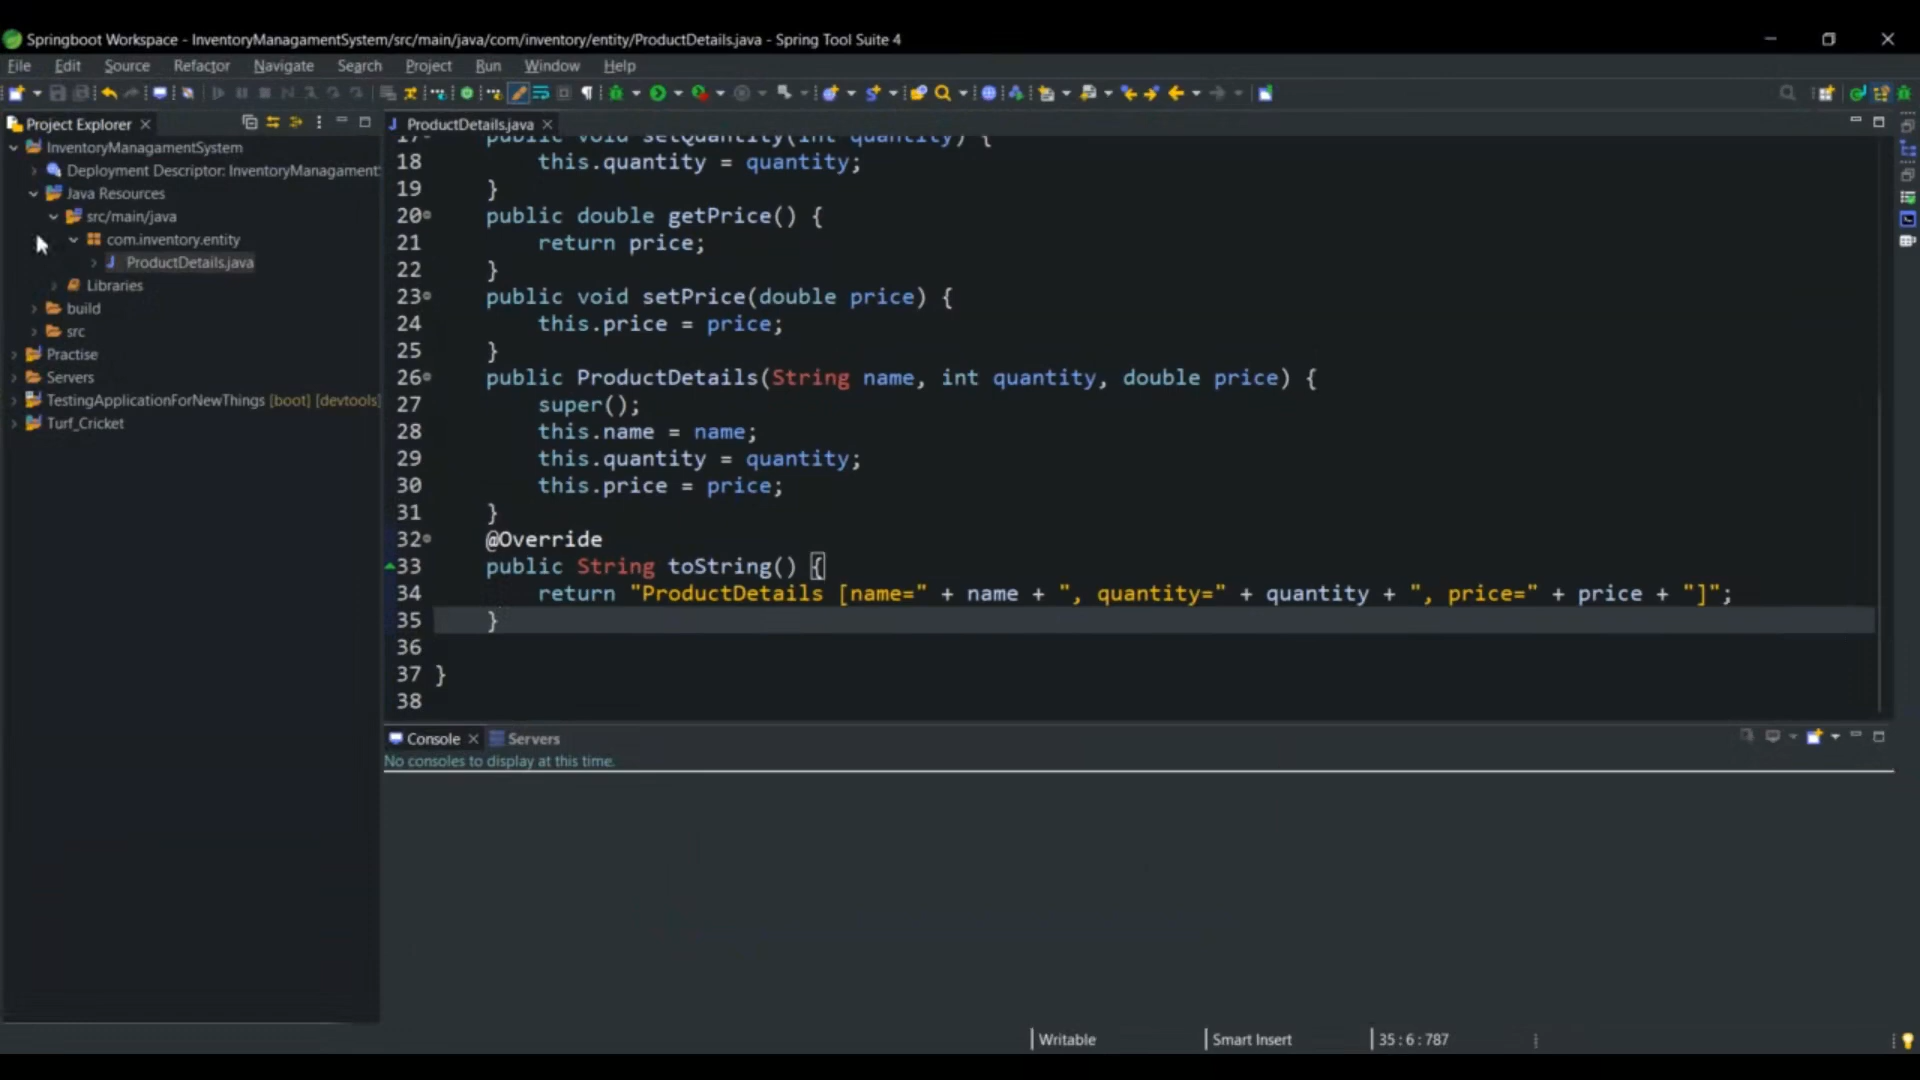 Springboot Workspace - InventoryManagamentSystem/src/main/java/com/inventory/entity/ProductDetails.java - Spring Tool Suite 4
File Edit Source Refactor Navigate Search Project Run Window Help
Project Explorer
InventoryManagamentSystem
Deployment Descriptor: InventoryManagament
Java Resources
src/main/java
com.inventory.entity
ProductDetails.java
Libraries
build
src
Practise
Servers
TestingApplicationForNewThings [boot] [devtools]
Turf_Cricket
ProductDetails.java
17 public void setQuantity(int quantity) {
18 this.quantity = quantity;
19 }
20 public double getPrice() {
21 return price;
22 }
23 public void setPrice(double price) {
24 this.price = price;
25 }
26 public ProductDetails(String name, int quantity, double price) {
27 super();
28 this.name = name;
29 this.quantity = quantity;
30 this.price = price;
31 }
32 @Override
33 public String toString() {
34 return "ProductDetails [name=" + name + ", quantity=" + quantity + ", price=" + price + "]";
35 }
36
37 }
38
Console Servers
No consoles to display at this time.
Writable Smart Insert 35 : 6 : 787